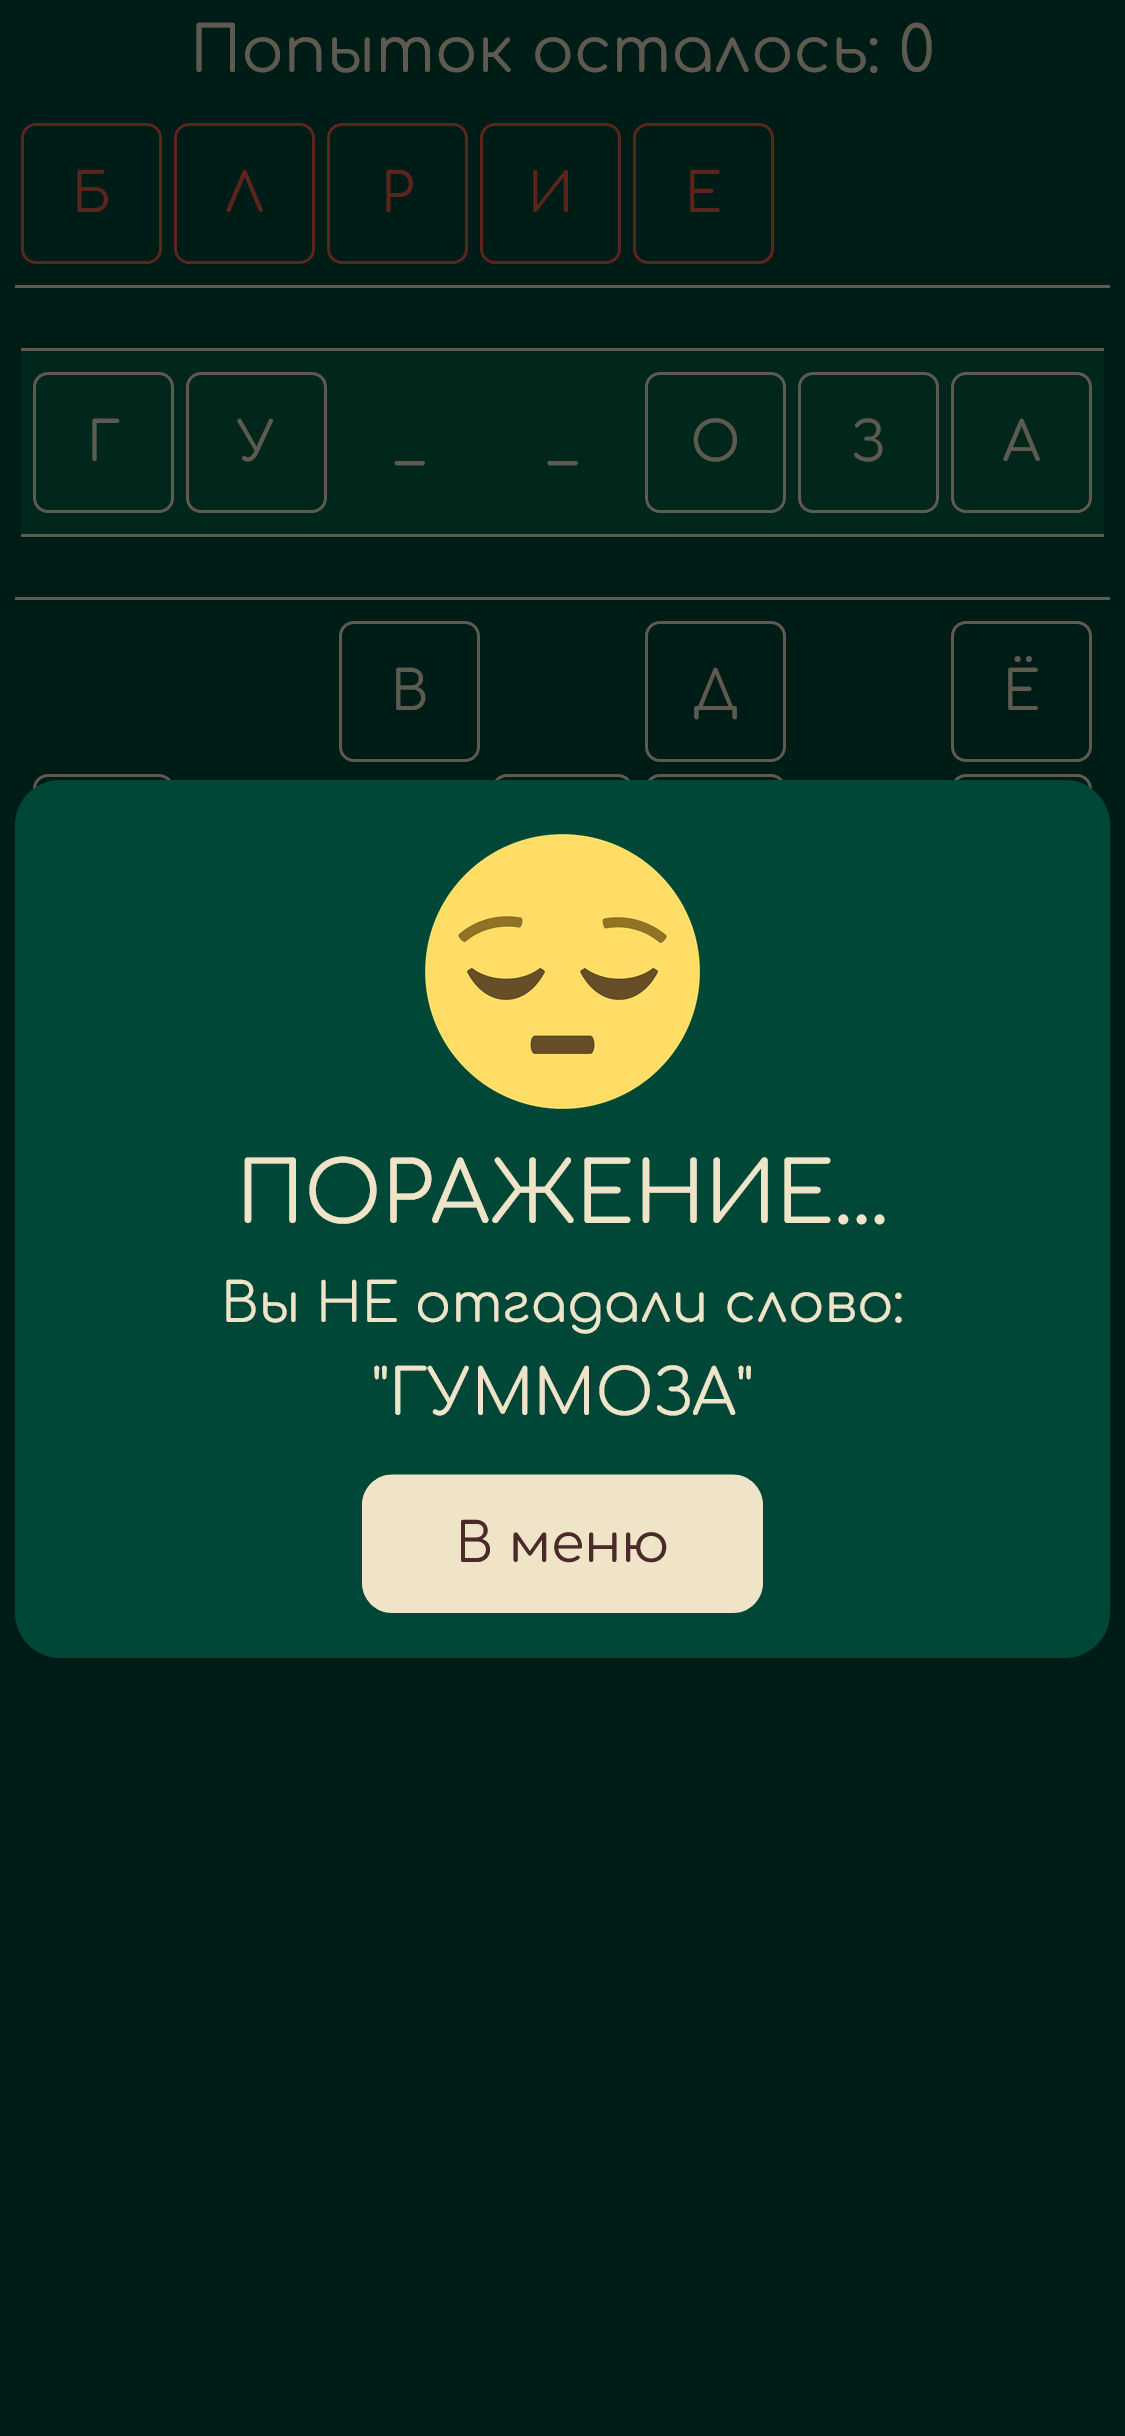 Попыток осталось: 0
Б Л Р И Е
Г У _ _ О З А
В Д Ё
ПОРАЖЕНИЕ...
Вы НЕ отгадали слово:
"ГУММОЗА"
В меню